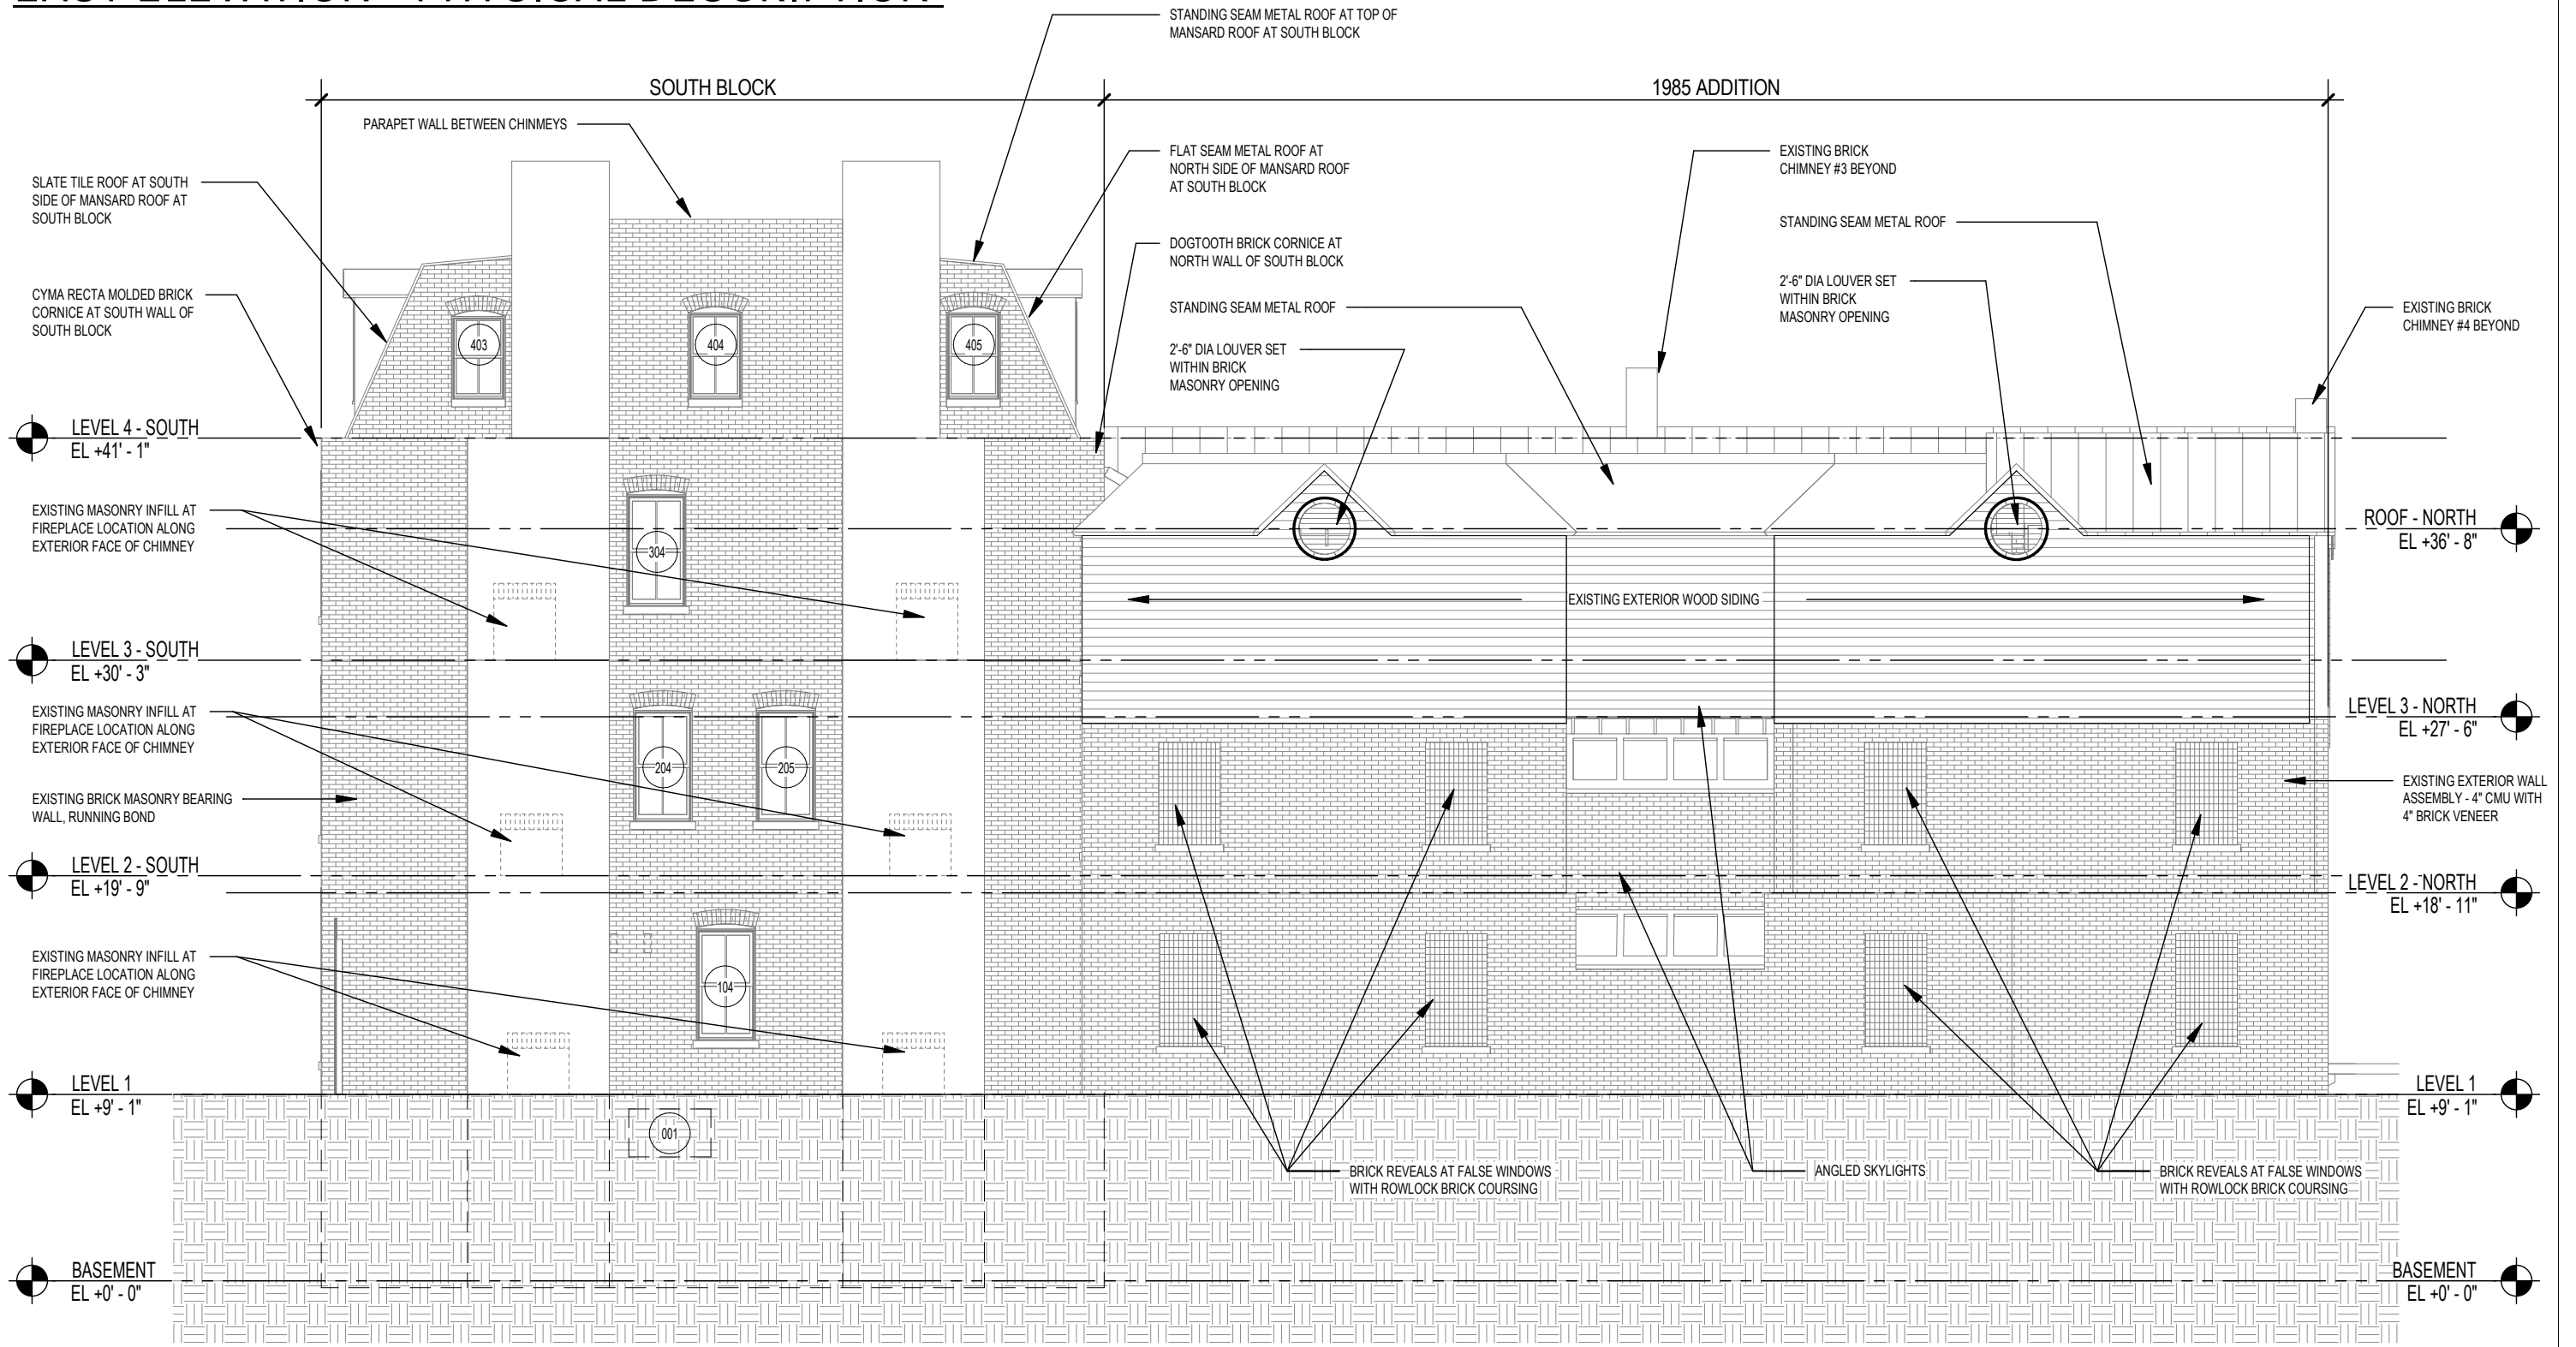 EAST ELEVATION - PHYSICAL DESCRIPTION
STANDING SEAM METAL ROOF AT TOP OF
MANSARD ROOF AT SOUTH BLOCK
SOUTH BLOCK
1985 ADDITION
PARAPET WALL BETWEEN CHINMEYS
SLATE TILE ROOF AT SOUTH
SIDE OF MANSARD ROOF AT
SOUTH BLOCK
FLAT SEAM METAL ROOF AT
NORTH SIDE OF MANSARD ROOF
AT SOUTH BLOCK
EXISTING BRICK
CHIMNEY #3 BEYOND
STANDING SEAM METAL ROOF
DOGTOOTH BRICK CORNICE AT
NORTH WALL OF SOUTH BLOCK
2'-6" DIA LOUVER SET
WITHIN BRICK
MASONRY OPENING
CYMA RECTA MOLDED BRICK
CORNICE AT SOUTH WALL OF
SOUTH BLOCK
STANDING SEAM METAL ROOF
EXISTING BRICK
CHIMNEY #4 BEYOND
2'-6" DIA LOUVER SET
WITHIN BRICK
MASONRY OPENING
403
404
405
LEVEL 4 - SOUTH
EL +41' - 1"
EXISTING MASONRY INFILL AT
FIREPLACE LOCATION ALONG
EXTERIOR FACE OF CHIMNEY
304
ROOF - NORTH
EL +36' - 8"
EXISTING EXTERIOR WOOD SIDING
LEVEL 3 - SOUTH
EL +30' - 3"
EXISTING MASONRY INFILL AT
FIREPLACE LOCATION ALONG
EXTERIOR FACE OF CHIMNEY
LEVEL 3 - NORTH
EL +27' - 6"
204
205
EXISTING BRICK MASONRY BEARING
WALL, RUNNING BOND
EXISTING EXTERIOR WALL
ASSEMBLY - 4" CMU WITH
4" BRICK VENEER
LEVEL 2 - SOUTH
EL +19' - 9"
LEVEL 2 - NORTH
EL +18' - 11"
EXISTING MASONRY INFILL AT
FIREPLACE LOCATION ALONG
EXTERIOR FACE OF CHIMNEY
104
LEVEL 1
EL +9' - 1"
LEVEL 1
EL +9' - 1"
001
BRICK REVEALS AT FALSE WINDOWS
WITH ROWLOCK BRICK COURSING
ANGLED SKYLIGHTS
BRICK REVEALS AT FALSE WINDOWS
WITH ROWLOCK BRICK COURSING
BASEMENT
EL +0' - 0"
BASEMENT
EL +0' - 0"